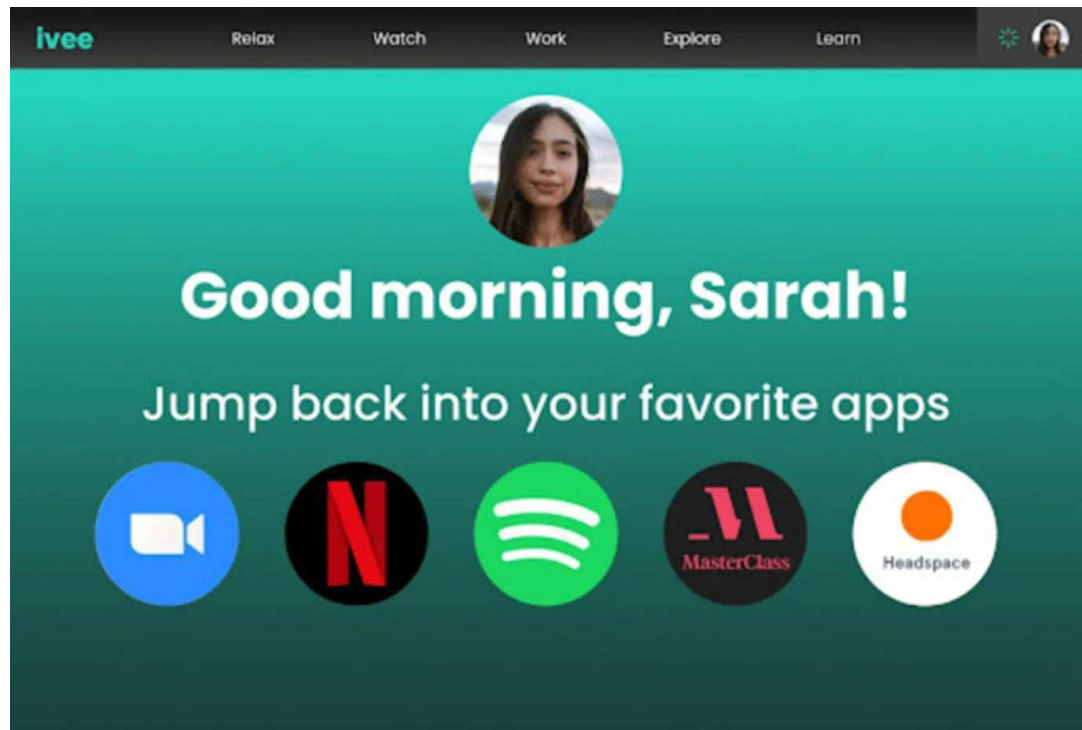 ivee Relax Watch Work Explore Learn
Good morning, Sarah!
Jump back into your favorite apps
N
MasterClass
Headspace